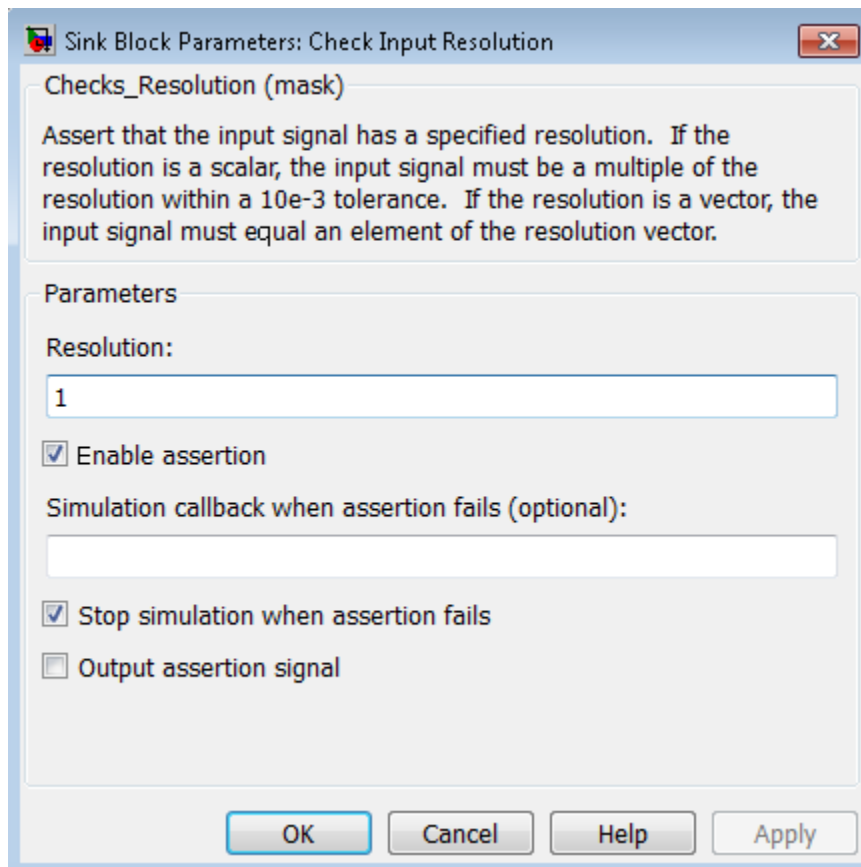 Sink Block Parameters: Check Input Resolution
Checks_Resolution (mask)
Assert that the input signal has a specified resolution. If the
resolution is a scalar, the input signal must be a multiple of the
resolution within a 10e-3 tolerance. If the resolution is a vector, the
input signal must equal an element of the resolution vector.
Parameters
Resolution:
1
Enable assertion
Simulation callback when assertion fails (optional):
Stop simulation when assertion fails
Output assertion signal
OK Cancel Help Apply